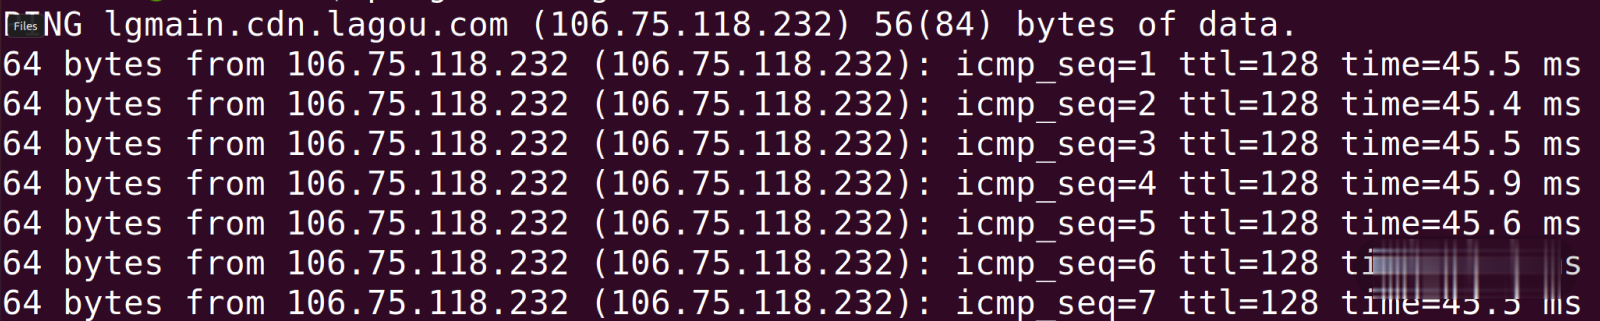 PING lgmain.cdn.lagou.com (106.75.118.232) 56(84) bytes of data.
Files
64 bytes from 106.75.118.232 (106.75.118.232): icmp_seq=1 ttl=128 time=45.5 ms
64 bytes from 106.75.118.232 (106.75.118.232): icmp_seq=2 ttl=128 time=45.4 ms
64 bytes from 106.75.118.232 (106.75.118.232): icmp_seq=3 ttl=128 time=45.5 ms
64 bytes from 106.75.118.232 (106.75.118.232): icmp_seq=4 ttl=128 time=45.9 ms
64 bytes from 106.75.118.232 (106.75.118.232): icmp_seq=5 ttl=128 time=45.6 ms
64 bytes from 106.75.118.232 (106.75.118.232): icmp_seq=6 ttl=128
64 bytes from 106.75.118.232 (106.75.118.232): icmp_seq=7 ttl=128 time=45.5 ms